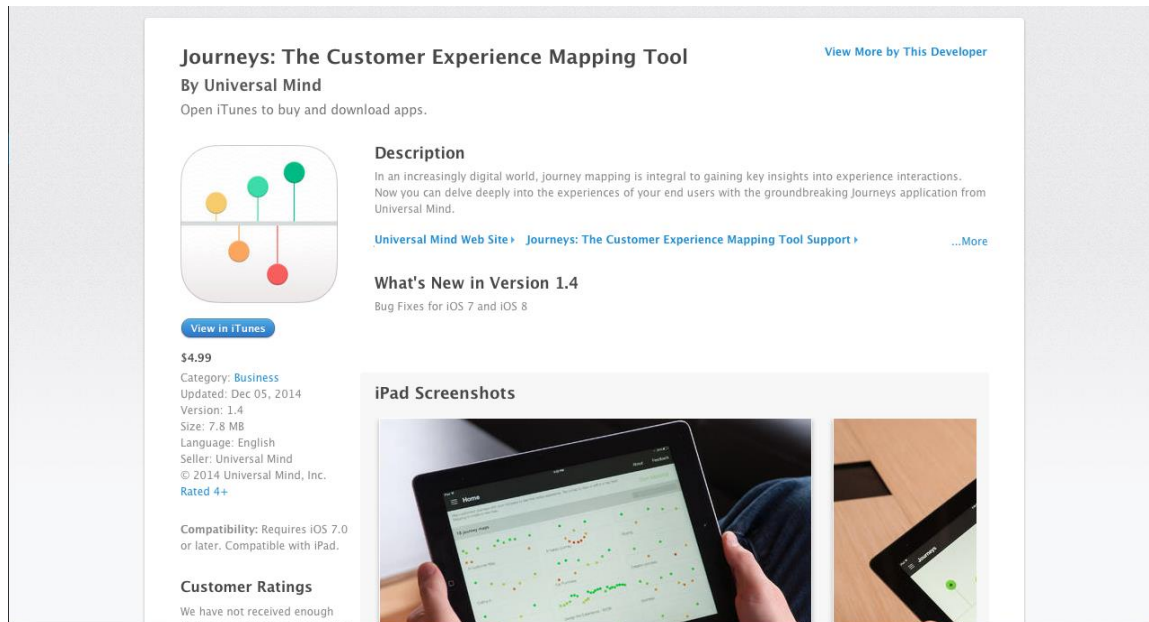 Journeys: The Customer Experience Mapping Tool
View More by This Developer
By Universal Mind
Open iTunes to buy and download apps.
Description
In an increasingly digital world, journey mapping is integral to gaining key insights into experience interactions.
Now you can delve deeply into the experiences of your end users with the groundbreaking Journeys application from
Universal Mind.
Universal Mind Web Site
Journeys: The Customer Experience Mapping Tool Support
...More
What's New in Version 1.4
Bug Fixes for iOS 7 and iOS 8
View in iTunes
$4.99
Category: Business
Updated: Dec 05, 2014
Version: 1.4
Size: 7.8 MB
Language: English
Seller: Universal Mind
© 2014 Universal Mind, Inc.
Rated 4+
Compatibility: Requires iOS 7.0
or later. Compatible with iPad.
Customer Ratings
We have not received enough
iPad Screenshots
Home
About
Feedback
Journeys